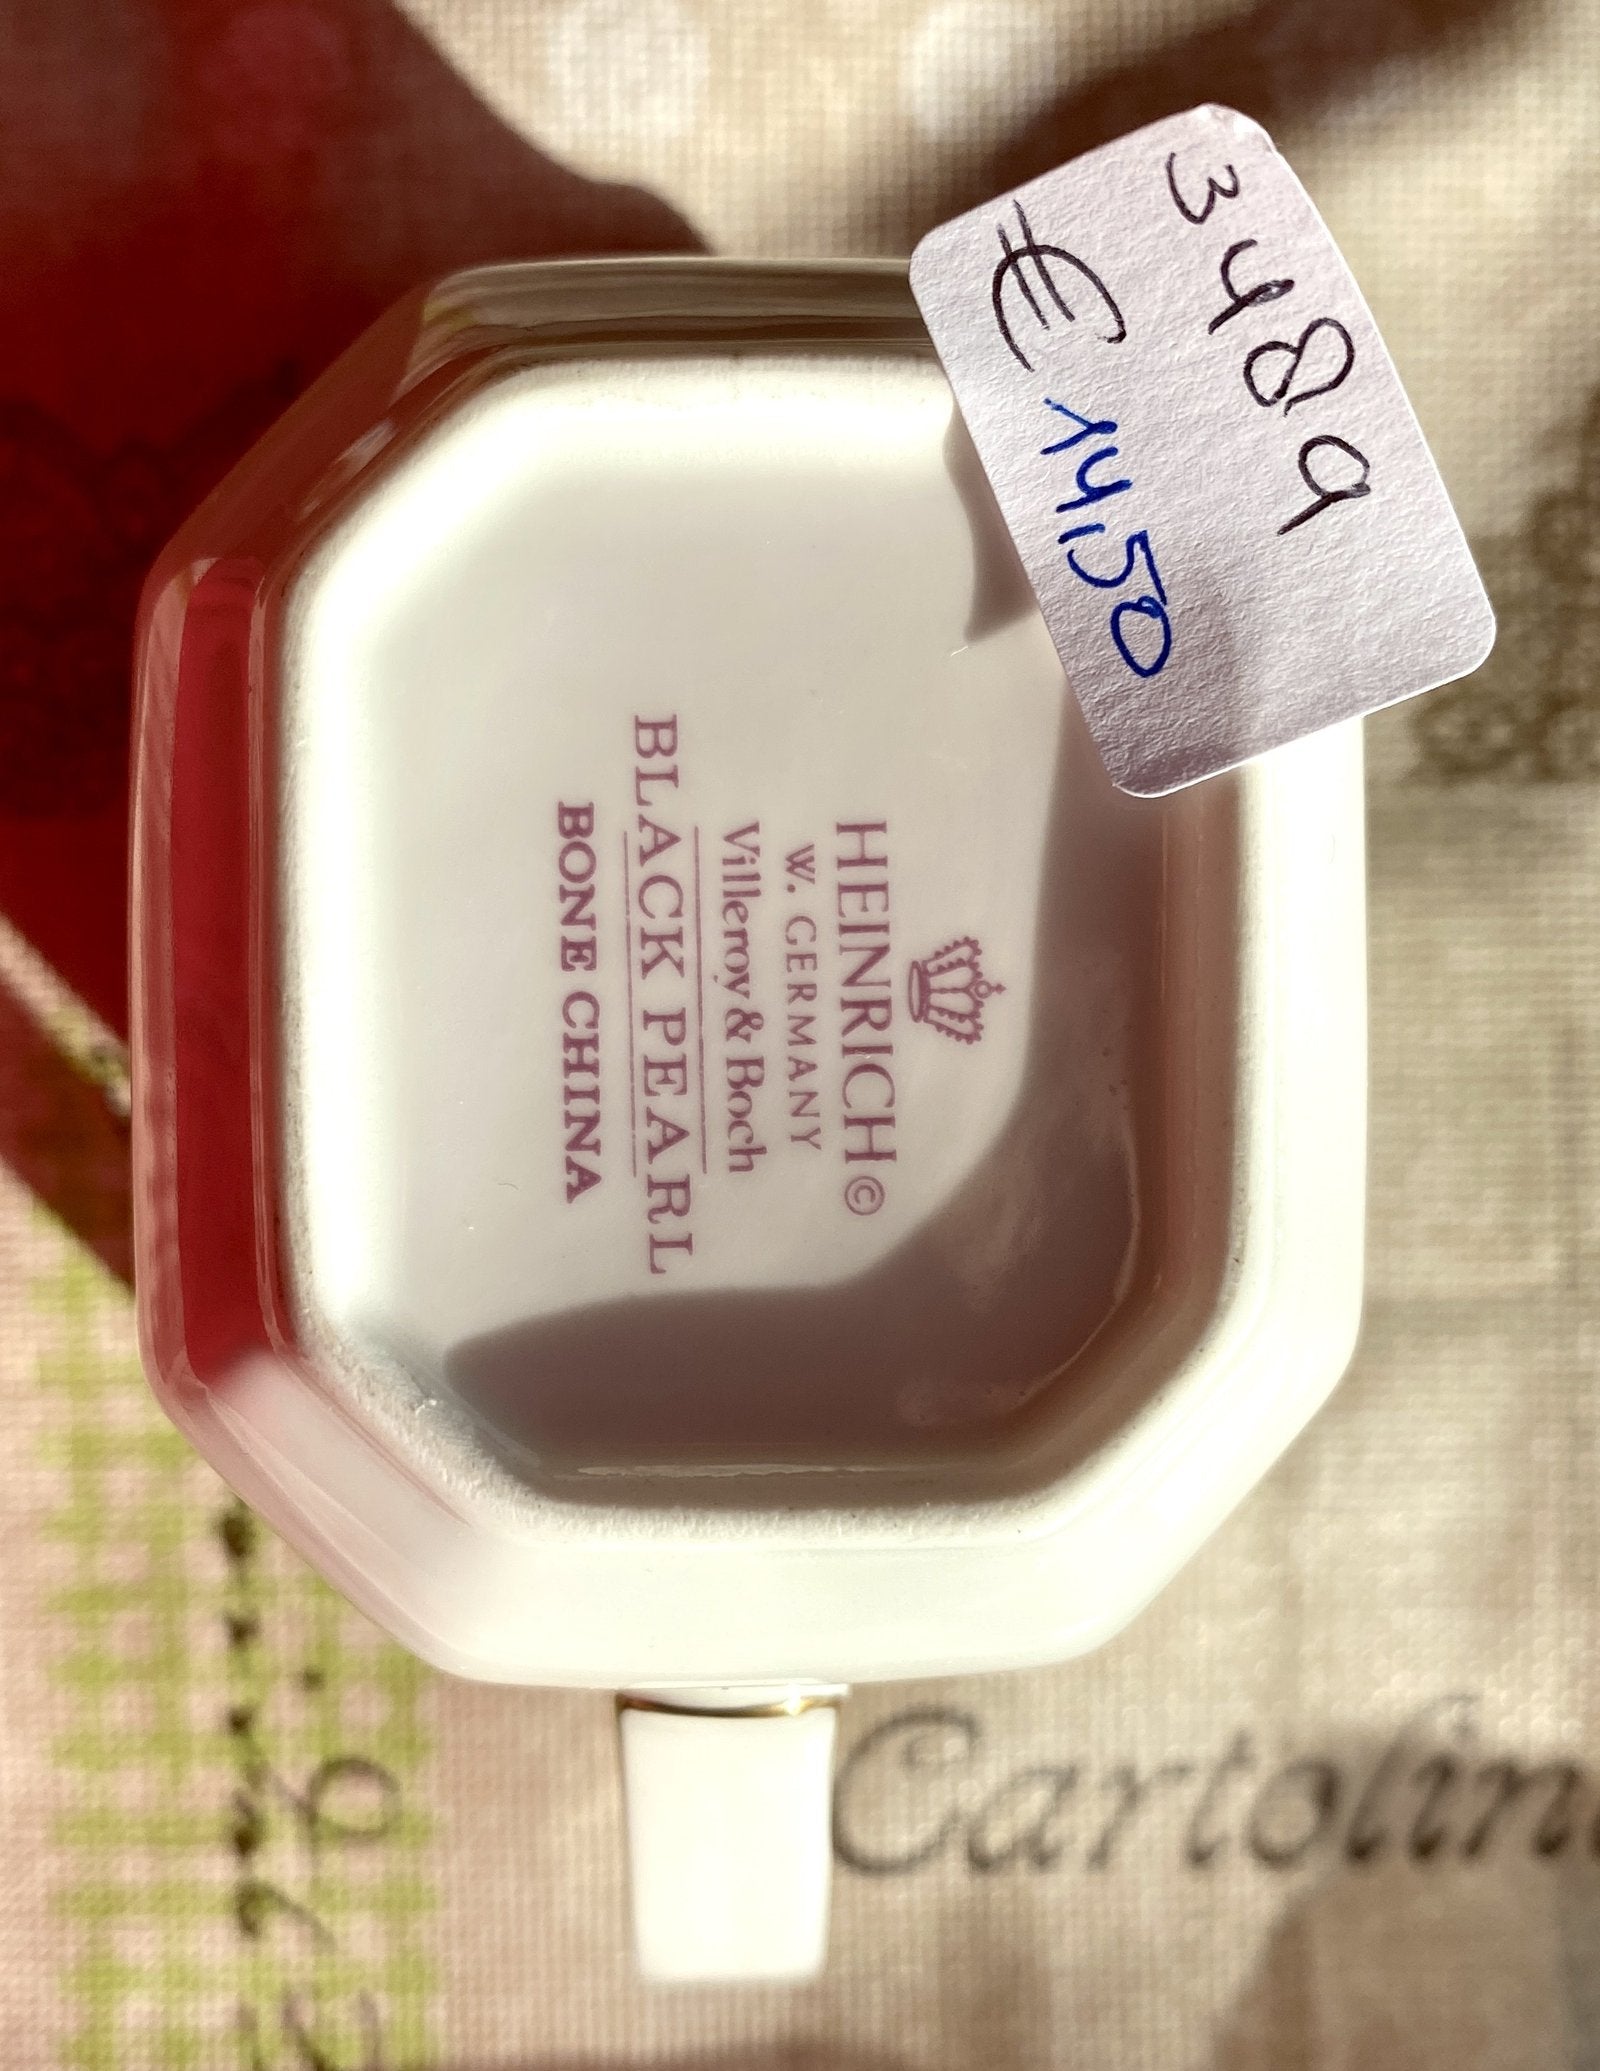 3489
€ 14,50
HEINRICH©
W. GERMANY
Villeroy & Boch
BLACK PEARL
BONE CHINA